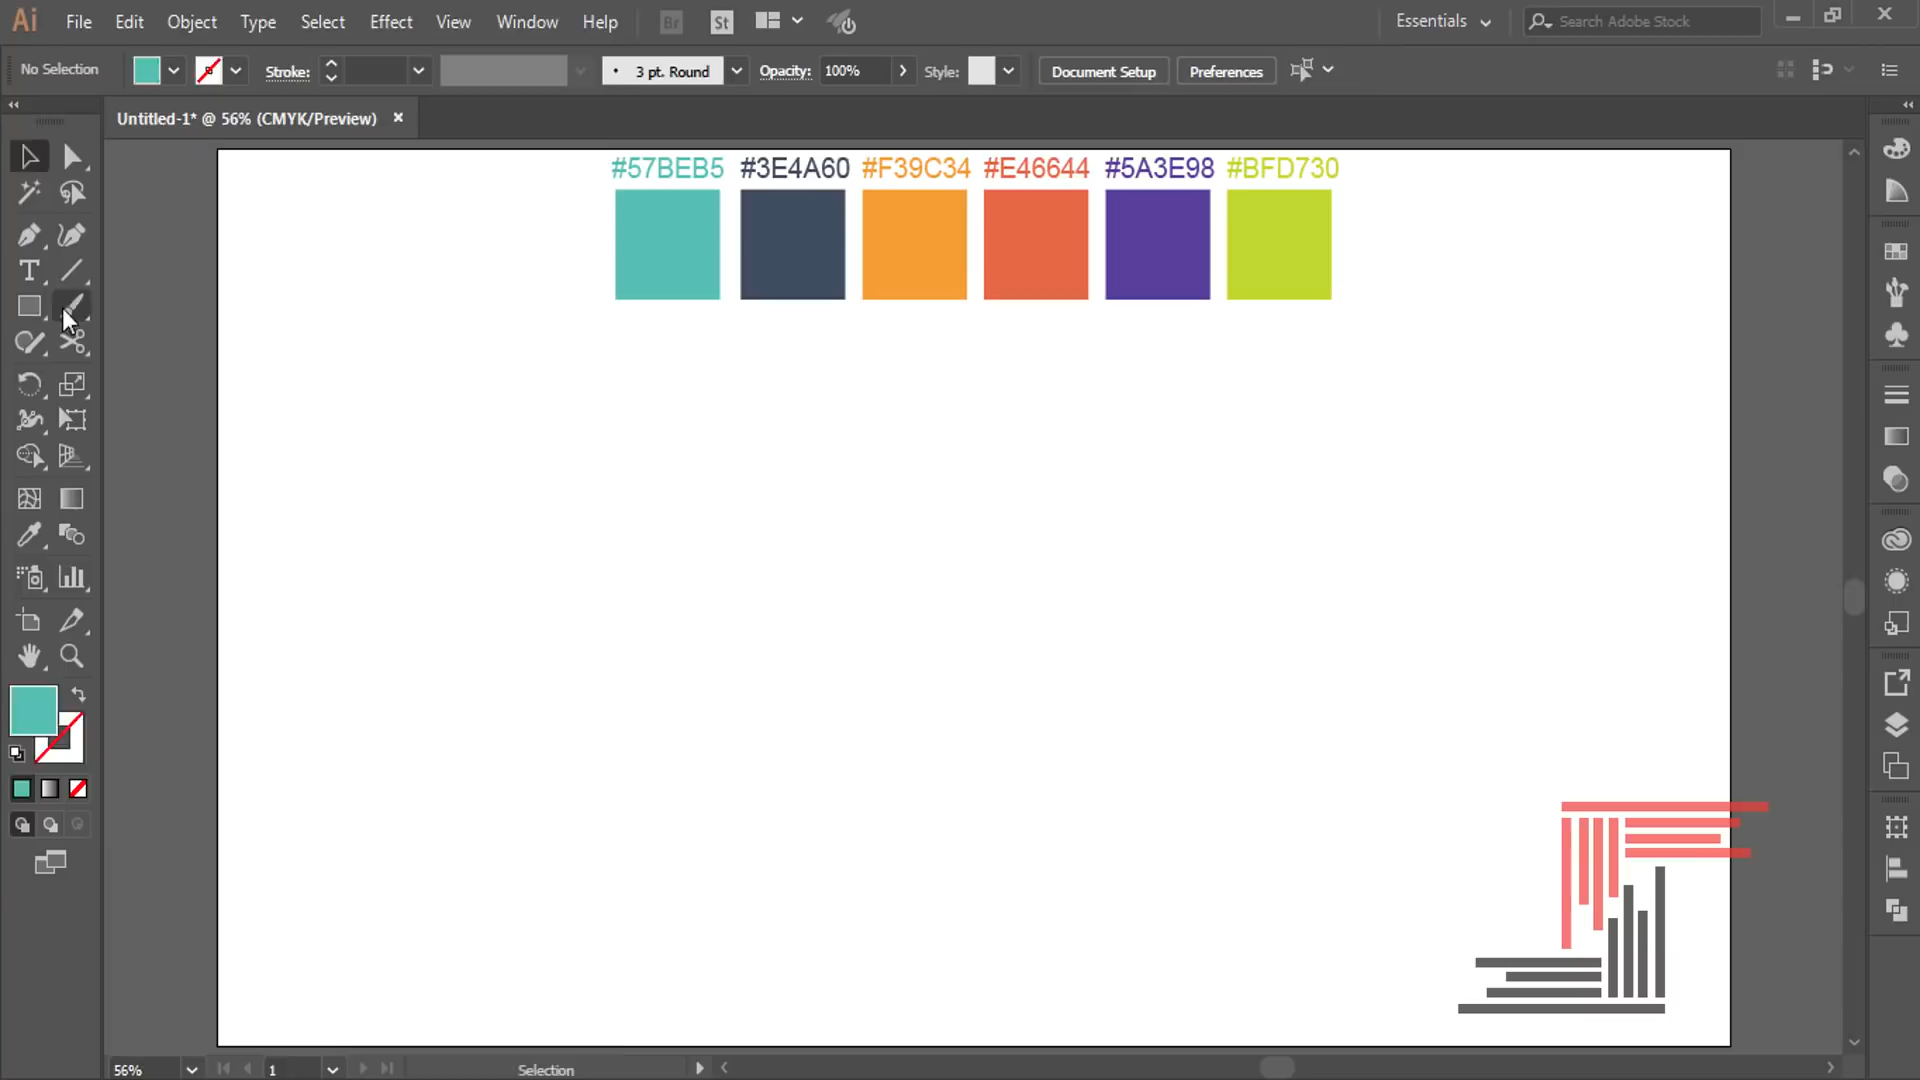 Ai File Edit Object Type Select Effect View Window Help Br St Essentials Search Adobe Stock
No Selection Stroke: 3 pt. Round Opacity: 100% Style: Document Setup Preferences
Untitled-1* @ 56% (CMYK/Preview)
#57BEB5 #3E4A60 #F39C34 #E46644 #5A3E98 #BFD730
56% 1 Selection